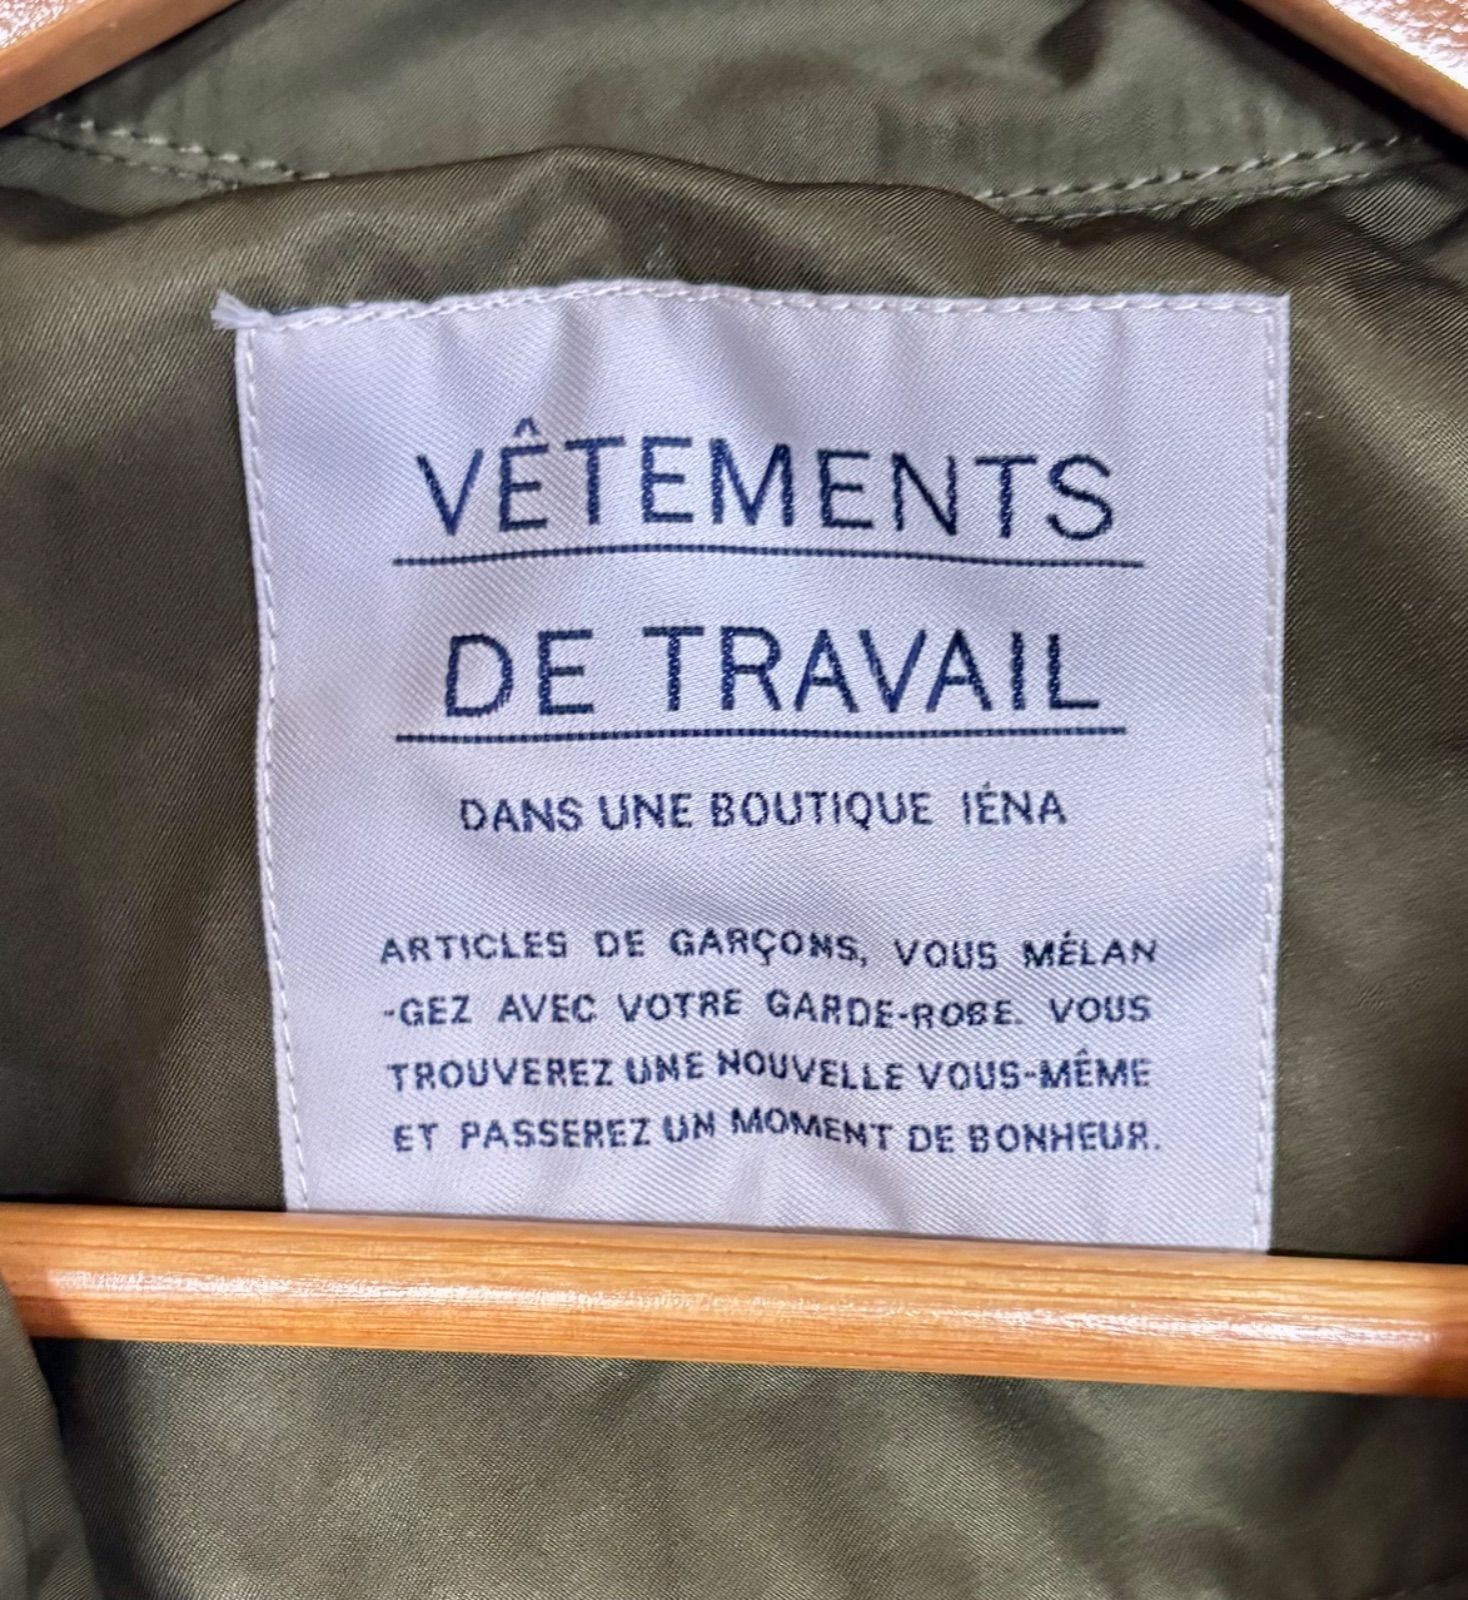 VÊTEMENTS
DE TRAVAIL
DANS UNE BOUTIQUE IÉNA
ARTICLES DE GARÇONS, VOUS MÉLAN
-GEZ AVEC VOTRE GARDE-ROBE. VOUS
TROUVEREZ UNE NOUVELLE VOUS-MÊME
ET PASSEREZ UN MOMENT DE BONHEUR.